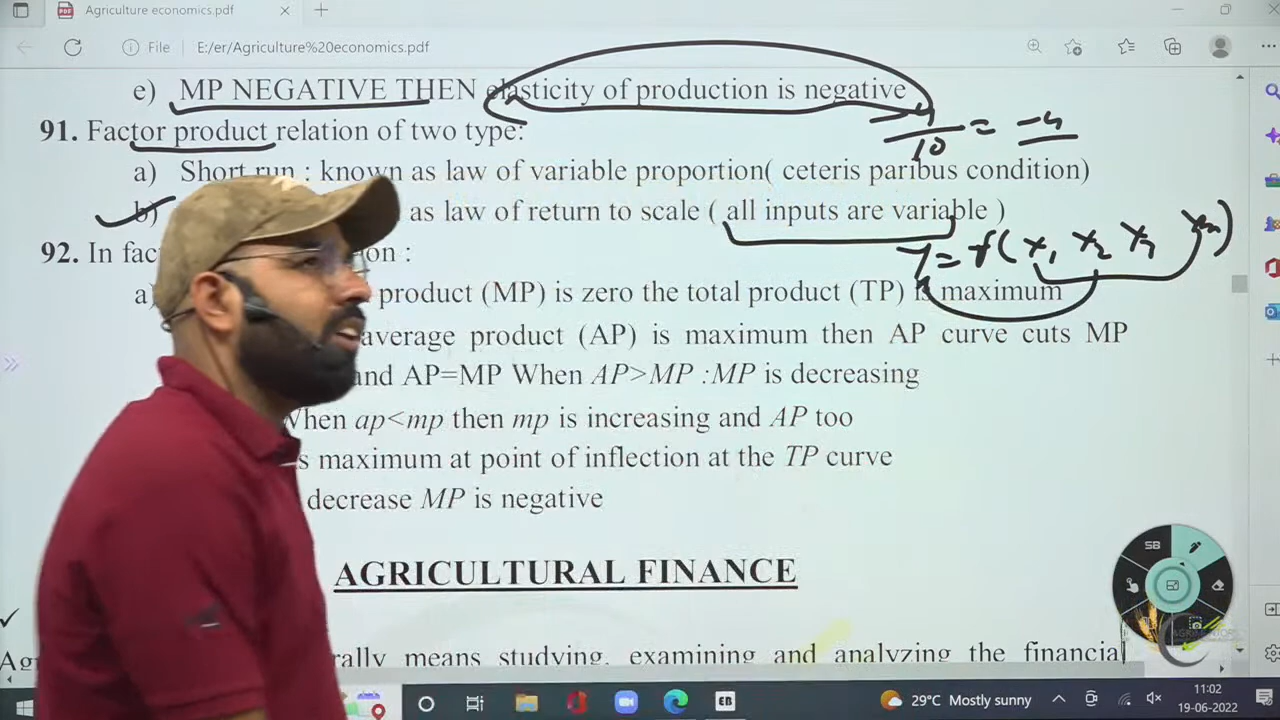 Agriculture economics.pdf
File E:/er/Agriculture%20economics.pdf
e) MP NEGATIVE THEN elasticity of production is negative
91. Factor product relation of two type:
10 = -4
a) Short run : known as law of variable proportion( ceteris paribus condition)
b) as law of return to scale ( all inputs are variable )
Y = f( x1 x2 x3 xn)
92. In fac on :
a) product (MP) is zero the total product (TP) is maximum
average product (AP) is maximum then AP curve cuts MP
and AP=MP When AP>MP :MP is decreasing
When ap<mp then mp is increasing and AP too
s maximum at point of inflection at the TP curve
decrease MP is negative
SB
AGRICULTURAL FINANCE
Ag rally means studying, examining and analyzing the financial
29°C Mostly sunny
11:02
19-06-2022